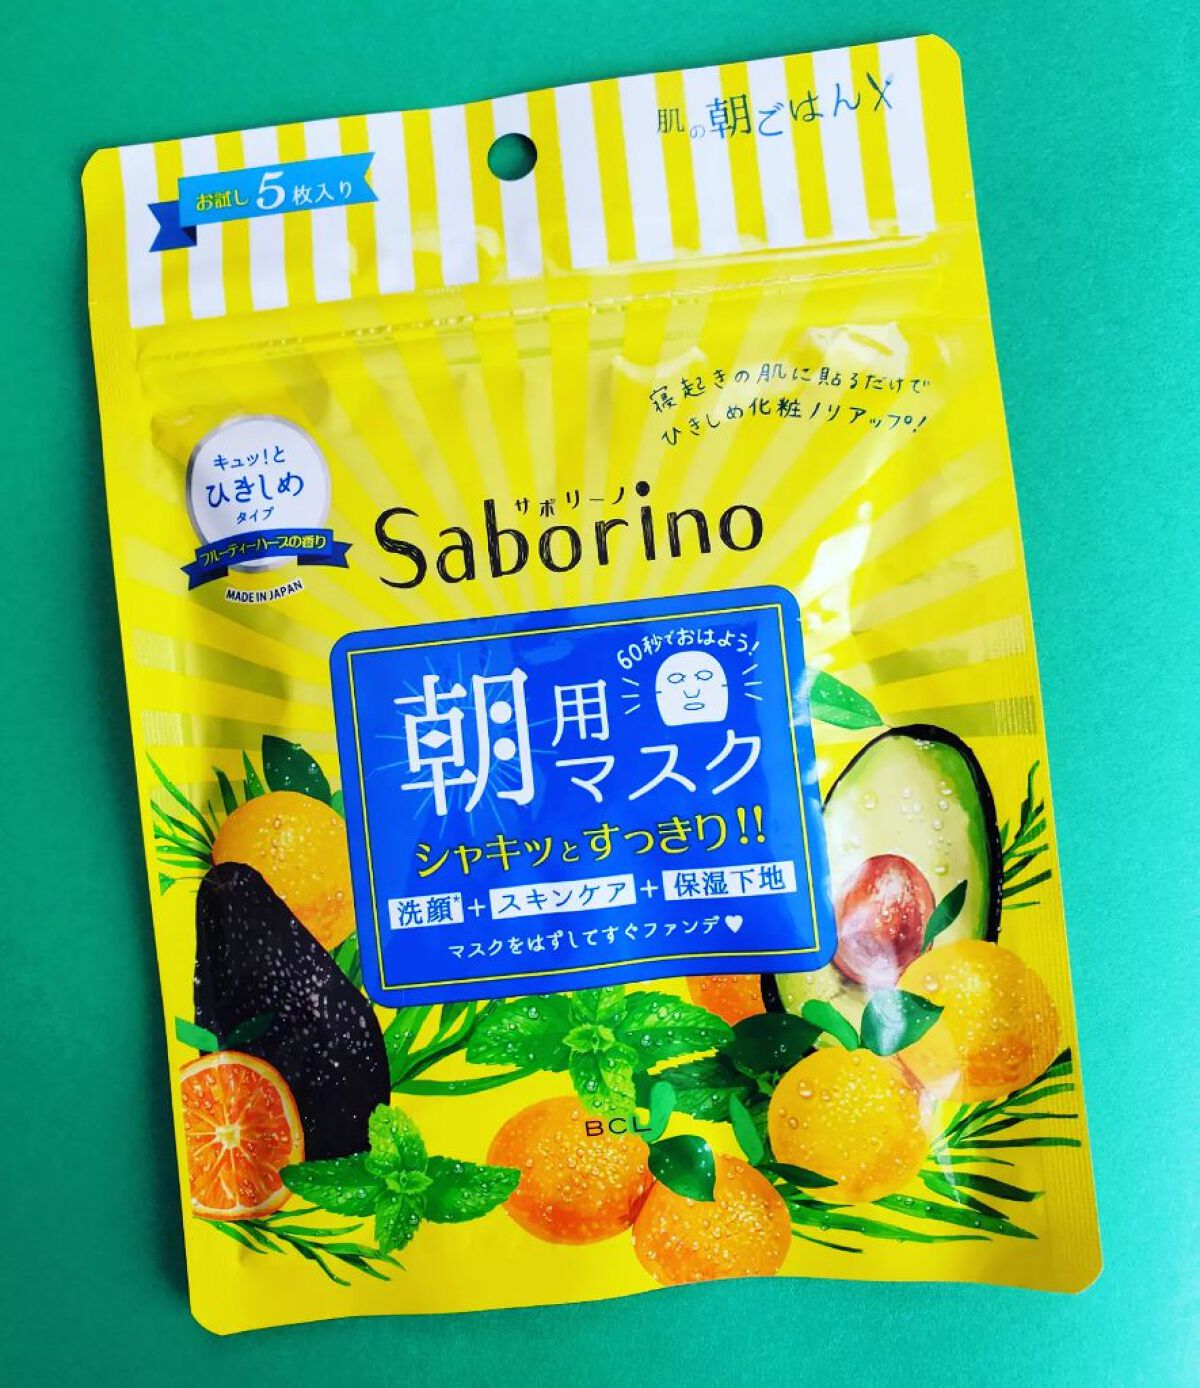 肌の朝ごはん
お試し5枚入り
寝起きの肌に貼るだけで
ひきしめ化粧ノリアップ!
キュッ!と
ひきしめ
タイプ
フルーティーハーブの香り
MADE IN JAPAN
サボリーノ
Saborino
60秒でおはよう!
朝用
マスク
シャキッとすっきり!!
洗顔*+スキンケア+保湿下地
マスクをはずしてすぐファンデ♥
BCL